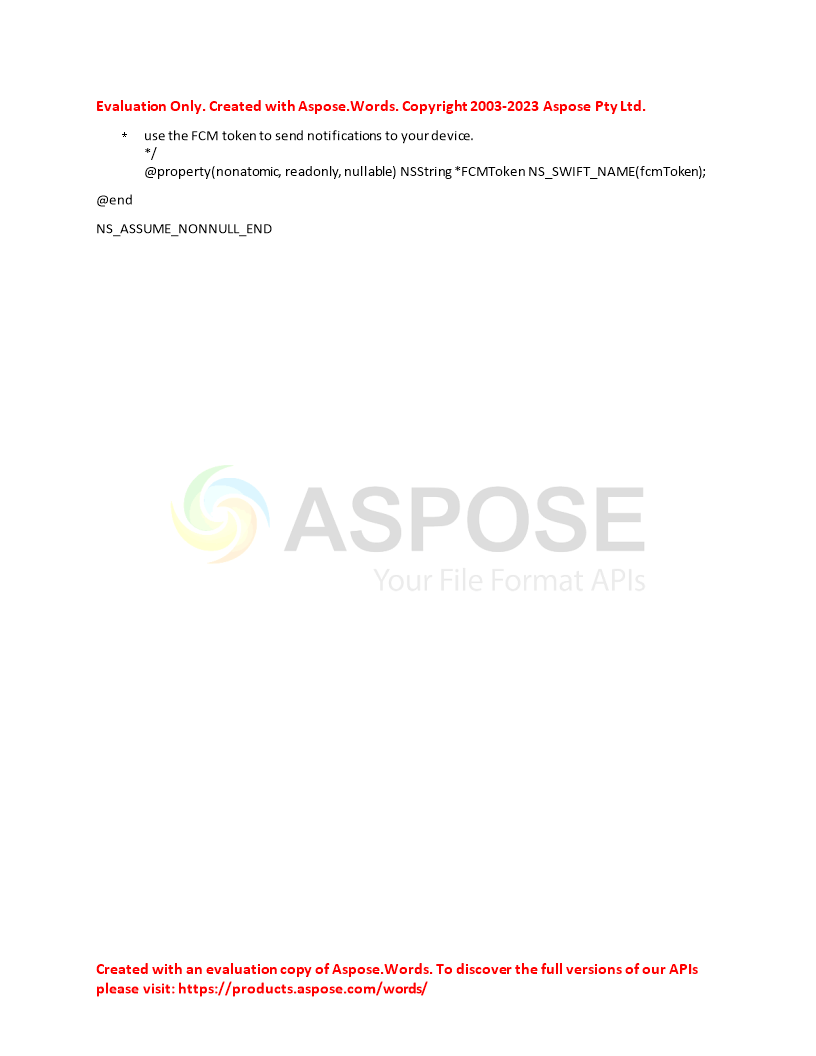 Evaluation Only. Created with Aspose.Words. Copyright 2003-2023 Aspose Pty Ltd.
* use the FCM token to send notifications to your device.
*/
@property(nonatomic, readonly, nullable) NSString *FCMToken NS_SWIFT_NAME(fcmToken);
@end
NS_ASSUME_NONNULL_END
ASPOSE
Your File Format APIs
Created with an evaluation copy of Aspose.Words. To discover the full versions of our APIs
please visit: https://products.aspose.com/words/